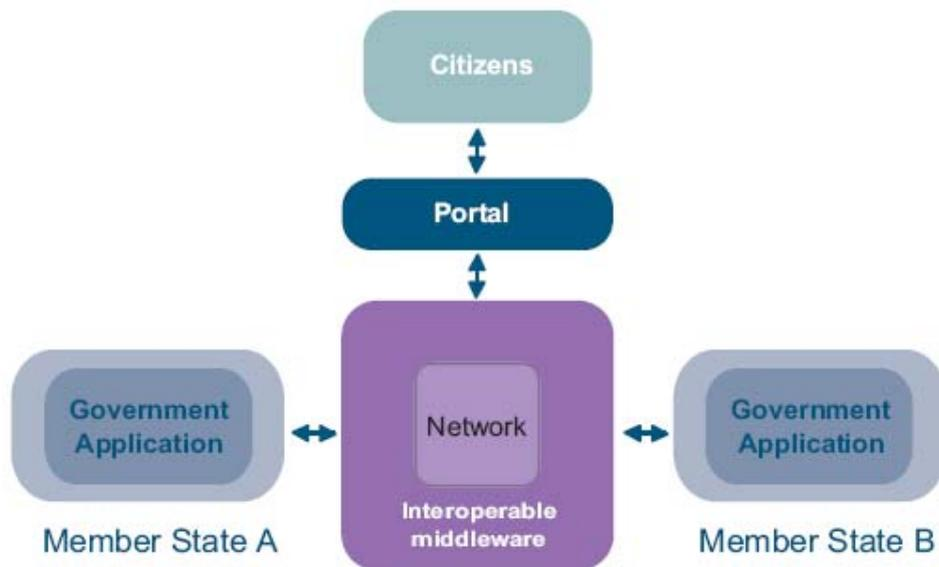 Citizens
Portal
Government
Application
Member State A
Network
Interoperable
middleware
Government
Application
Member State B